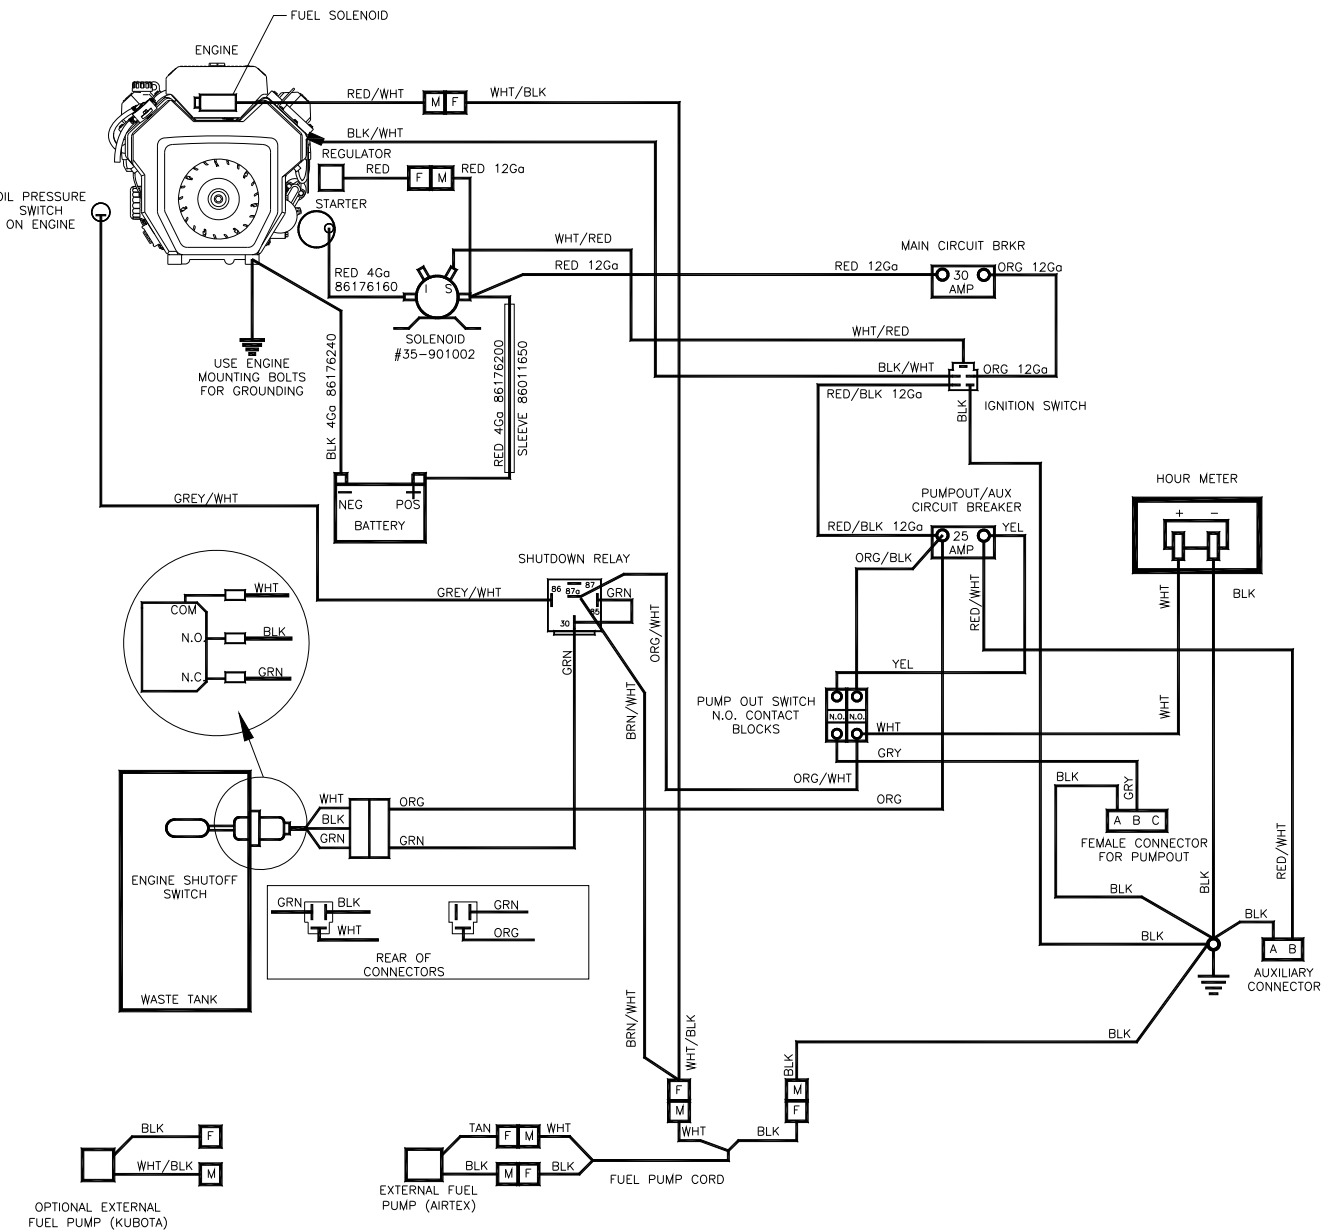 FUEL SOLENOID
ENGINE
RED/WHT
M F
WHT/BLK
BLK/WHT
REGULATOR
RED
F M
RED 12Ga
OIL PRESSURE
SWITCH
ON ENGINE
STARTER
WHT/RED
MAIN CIRCUIT BRKR
RED 4Ga
86176160
I S
RED 12Ga
RED 12Ga
30
AMP
ORG 12Ga
SOLENOID
#35-901002
USE ENGINE
MOUNTING BOLTS
FOR GROUNDING
BLK 4Ga 86176240
RED 4Ga 86176200
SLEEVE 86011650
WHT/RED
BLK/WHT
ORG 12Ga
RED/BLK 12Ga
BLK
IGNITION SWITCH
NEG
POS
BATTERY
GREY/WHT
PUMPOUT/AUX
CIRCUIT BREAKER
RED/BLK 12Ga
25
AMP
YEL
ORG/BLK
RED/WHT
HOUR METER
+ −
WHT
BLK
SHUTDOWN RELAY
86
87
87a
85
30
GRN
GREY/WHT
GRN
ORG/WHT
BRN/WHT
COM
WHT
N.O.
BLK
N.C.
GRN
YEL
PUMP OUT SWITCH
N.O. CONTACT
BLOCKS
N.O. N.O.
WHT
WHT
GRY
ORG/WHT
BLK
GRY
WHT
BLK
GRN
ORG
GRN
ORG
A B C
FEMALE CONNECTOR
FOR PUMPOUT
RED/WHT
ENGINE SHUTOFF
SWITCH
WASTE TANK
GRN
BLK
WHT
GRN
ORG
REAR OF
CONNECTORS
BLK
BLK
BLK
BLK
A B
AUXILIARY
CONNECTOR
BRN/WHT
WHT/BLK
BLK
BLK
F
M
M
F
WHT
BLK
BLK
F
WHT/BLK
M
OPTIONAL EXTERNAL
FUEL PUMP (KUBOTA)
TAN
F M
WHT
BLK
M F
BLK
EXTERNAL FUEL
PUMP (AIRTEX)
FUEL PUMP CORD